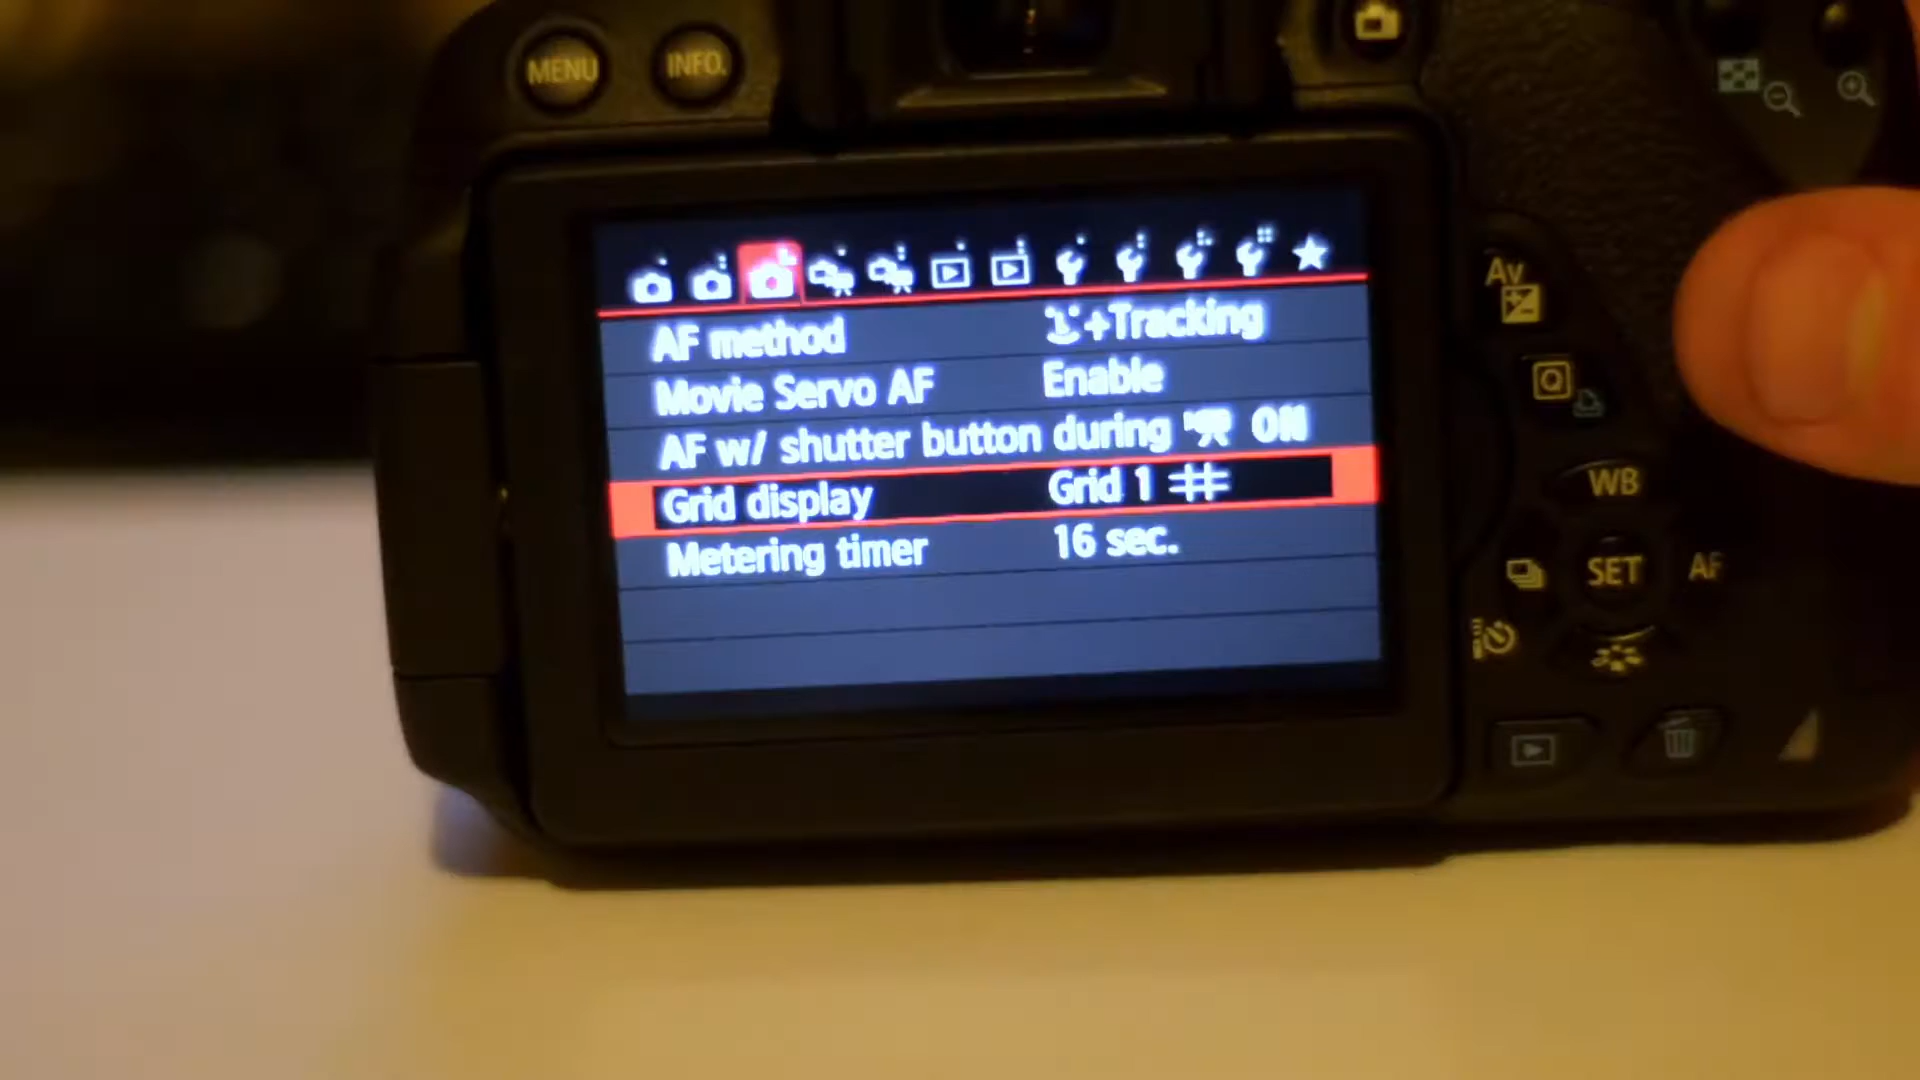 MENU INFO.
AF method +Tracking
Movie Servo AF Enable
AF w/ shutter button during ON
Grid display Grid 1
Metering timer 16 sec.
Av
Q
WB
SET AF